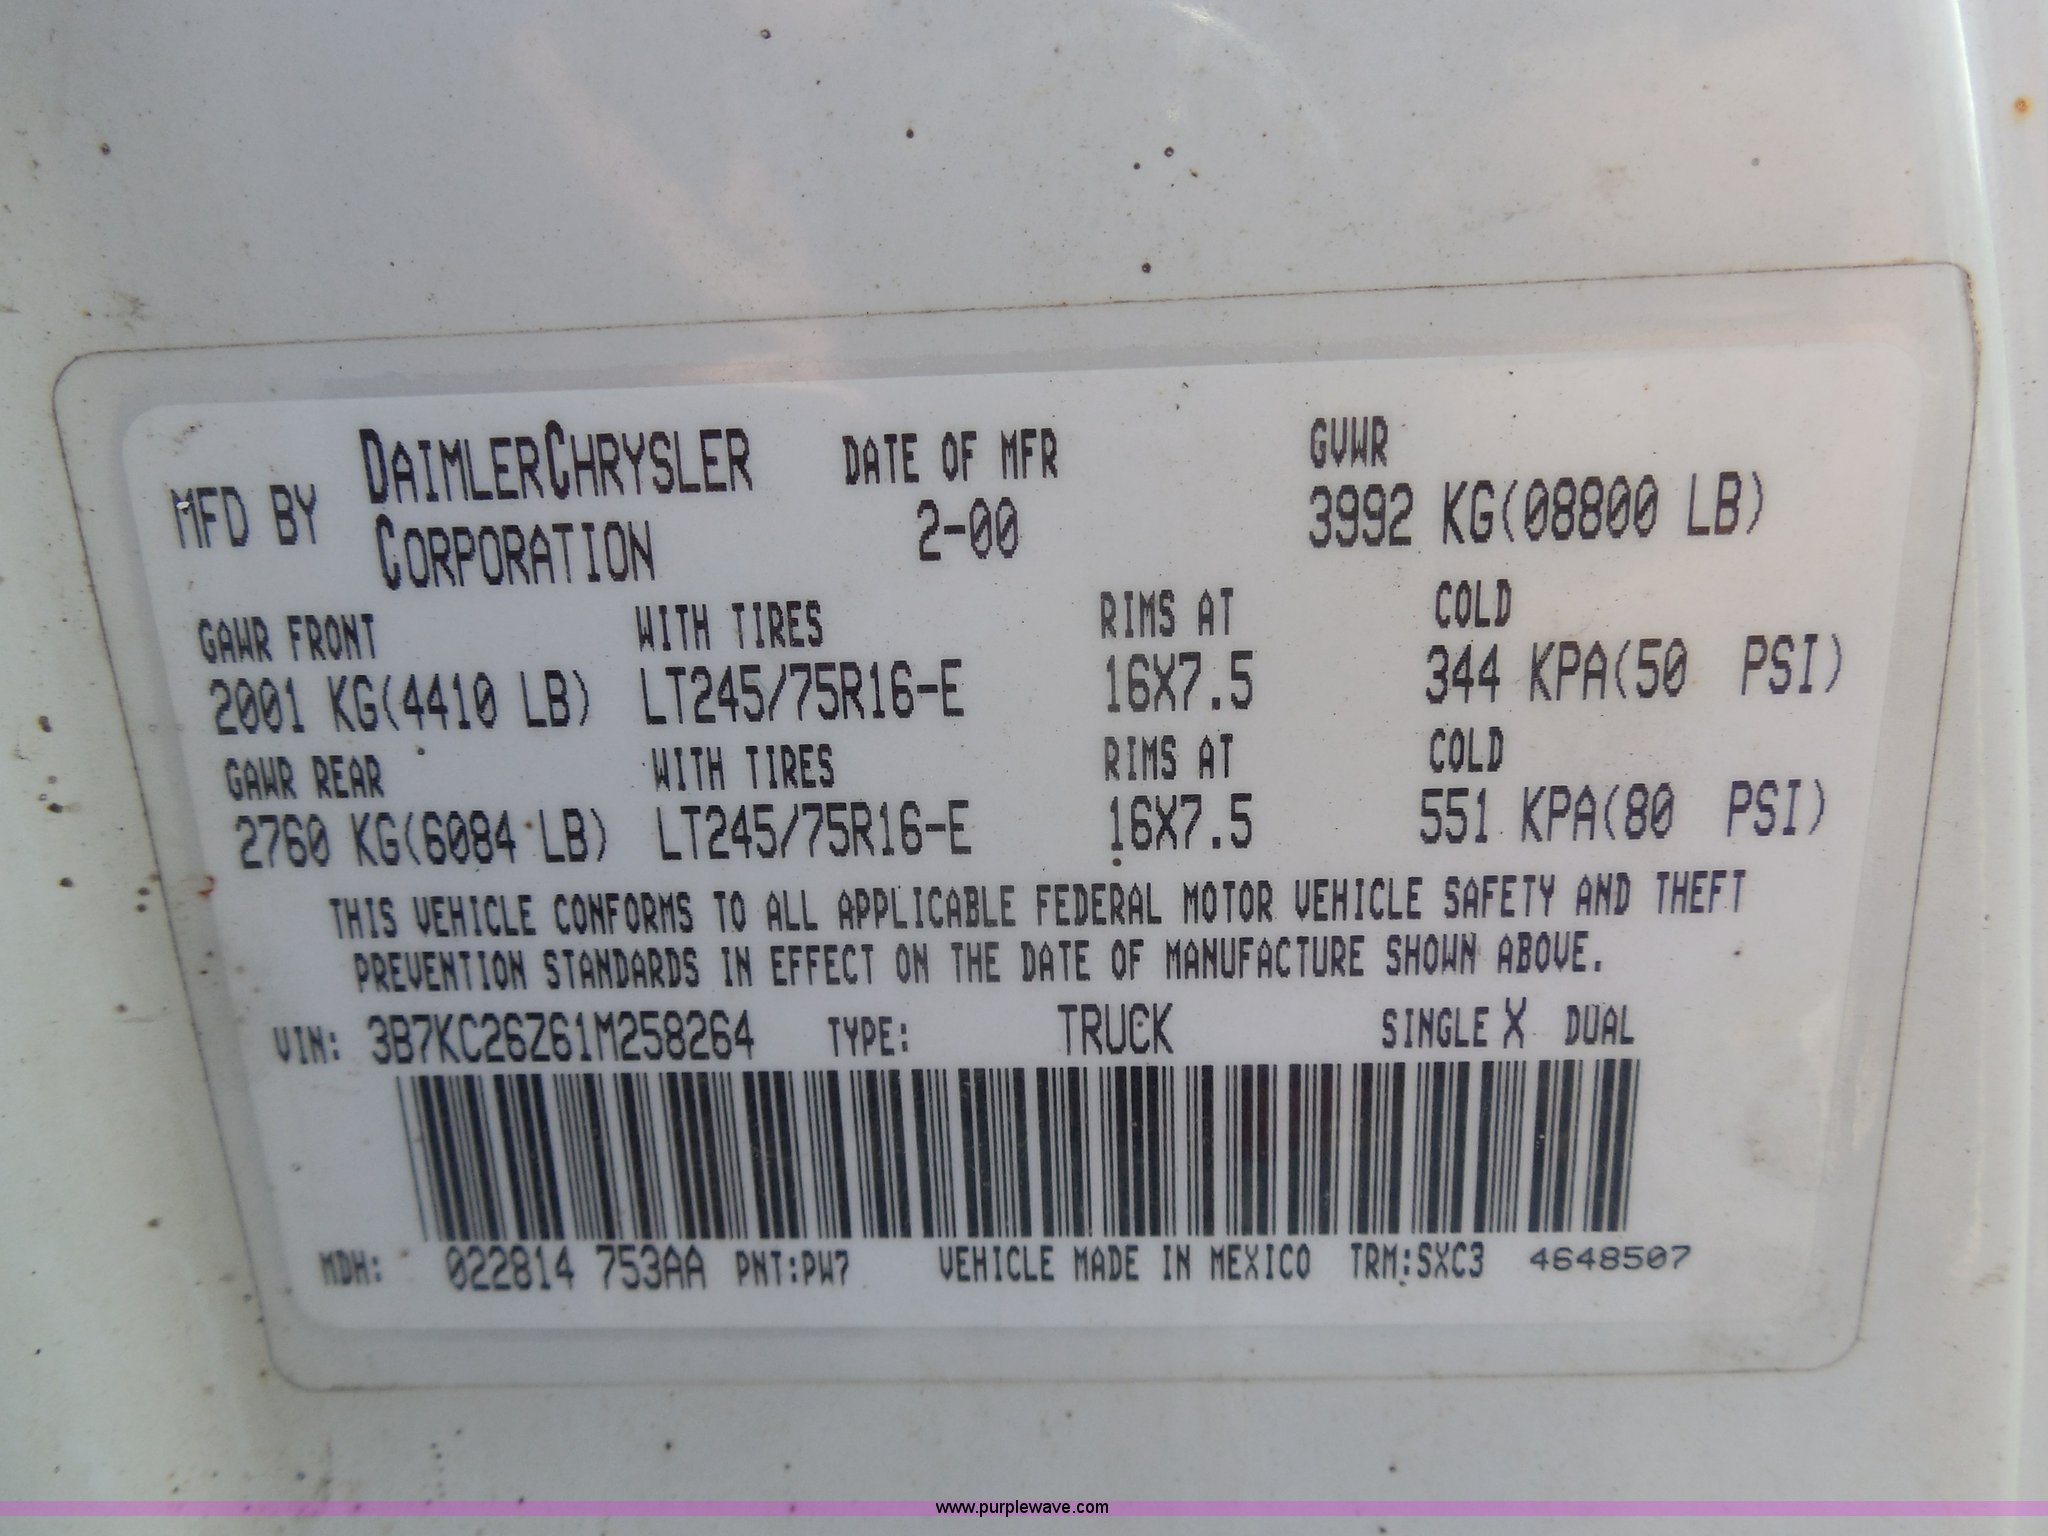 MFD BY DAIMLERCHRYSLER CORPORATION DATE OF MFR 2-00 GVWR 3992 KG(08800 LB)
GAWR FRONT WITH TIRES RIMS AT COLD
2001 KG(4410 LB) LT245/75R16-E 16X7.5 344 KPA(50 PSI)
GAWR REAR WITH TIRES RIMS AT COLD
2760 KG(6084 LB) LT245/75R16-E 16X7.5 551 KPA(80 PSI)
THIS VEHICLE CONFORMS TO ALL APPLICABLE FEDERAL MOTOR VEHICLE SAFETY AND THEFT
PREVENTION STANDARDS IN EFFECT ON THE DATE OF MANUFACTURE SHOWN ABOVE.
VIN: 3B7KC26Z61M258264 TYPE: TRUCK SINGLE X DUAL
MDH: 022814 753AA PNT:PW7 VEHICLE MADE IN MEXICO TRM:SXC3 4648507
www.purplewave.com